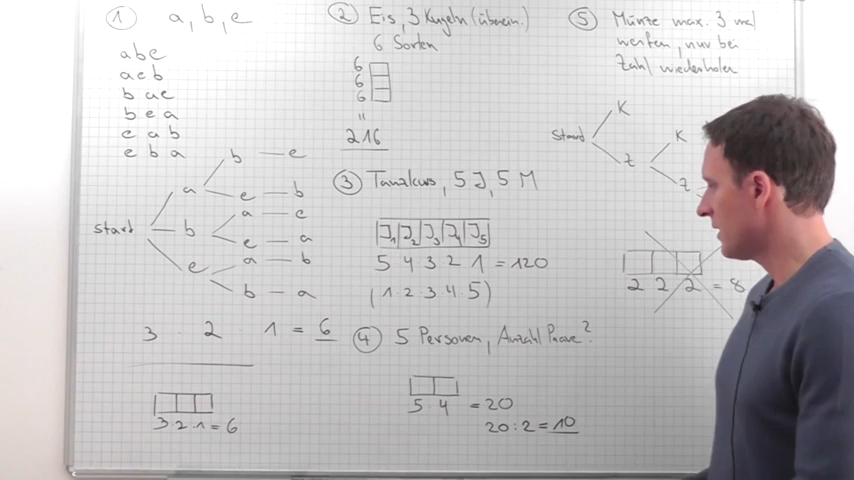 ① a, b, e
abe
aeb
bae
bea
eab
eba
b — e
a
e — b
a — e
Start b
e — a
e a — b
b — a
3 · 2 · 1 = 6
3·2·1=6
② Eis, 3 Kugeln (überein.)
6 Sorten
6
6
6
=
216
③ Tanzkurs, 5 J, 5 M
J1 J2 J3 J4 J5
5 4 3 2 1 = 120
(1·2·3·4·5)
④ 5 Personen, Anzahl Paare?
5·4 = 20
20:2=10
⑤ Münze max. 3 mal
werfen, nur bei
Zahl wiederholen
K
Start K
Z
Z
2 2 2 = 8